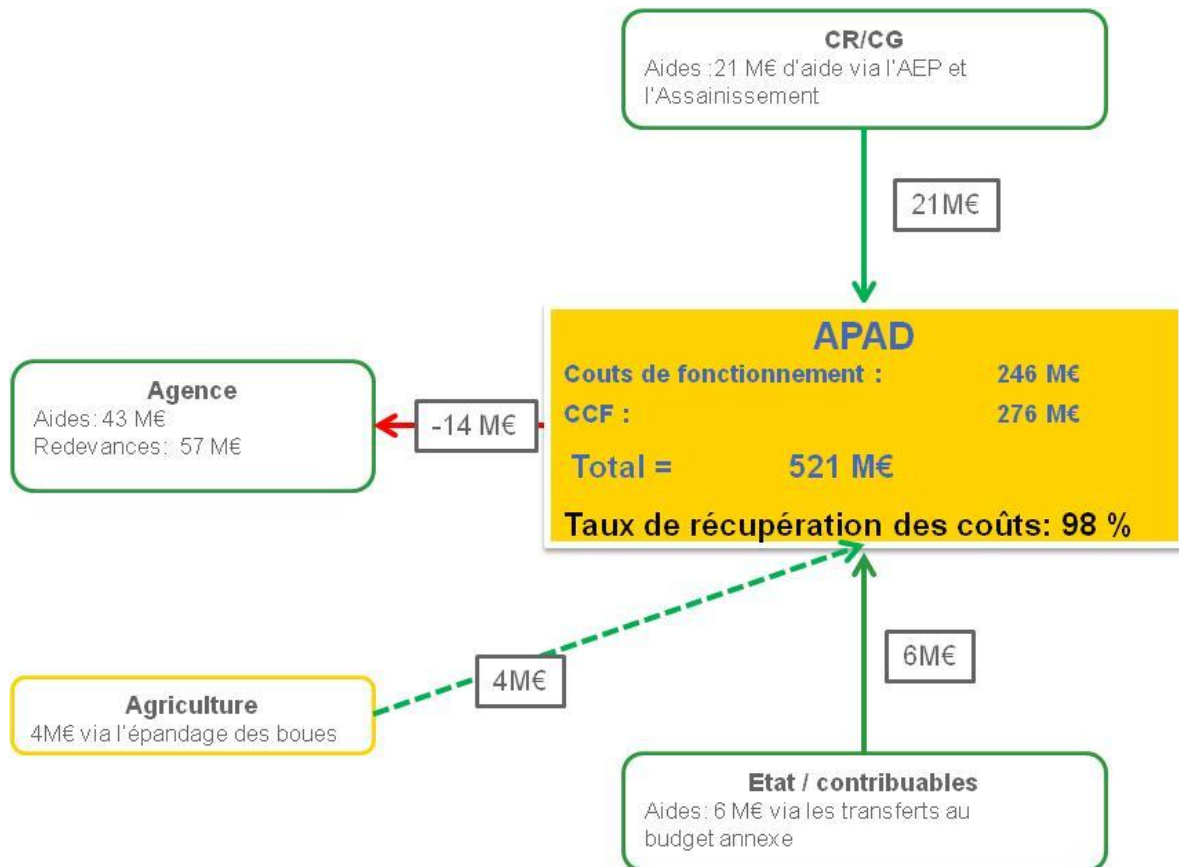 CR/CG
Aides :21 M€ d'aide via l'AEP et
l'Assainissement
21M€
APAD
Couts de fonctionnement : 246 M€
CCF : 276 M€
Total = 521 M€
Taux de récupération des coûts: 98 %
Agence
Aides: 43 M€
Redevances: 57 M€
-14 M€
4M€
6M€
Agriculture
4M€ via l'épandage des boues
Etat / contribuables
Aides: 6 M€ via les transferts au
budget annexe